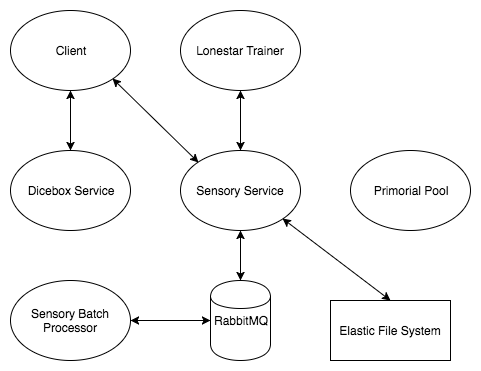 Client
Lonestar Trainer
Dicebox Service
Sensory Service
Primorial Pool
Sensory Batch
Processor
RabbitMQ
Elastic File System